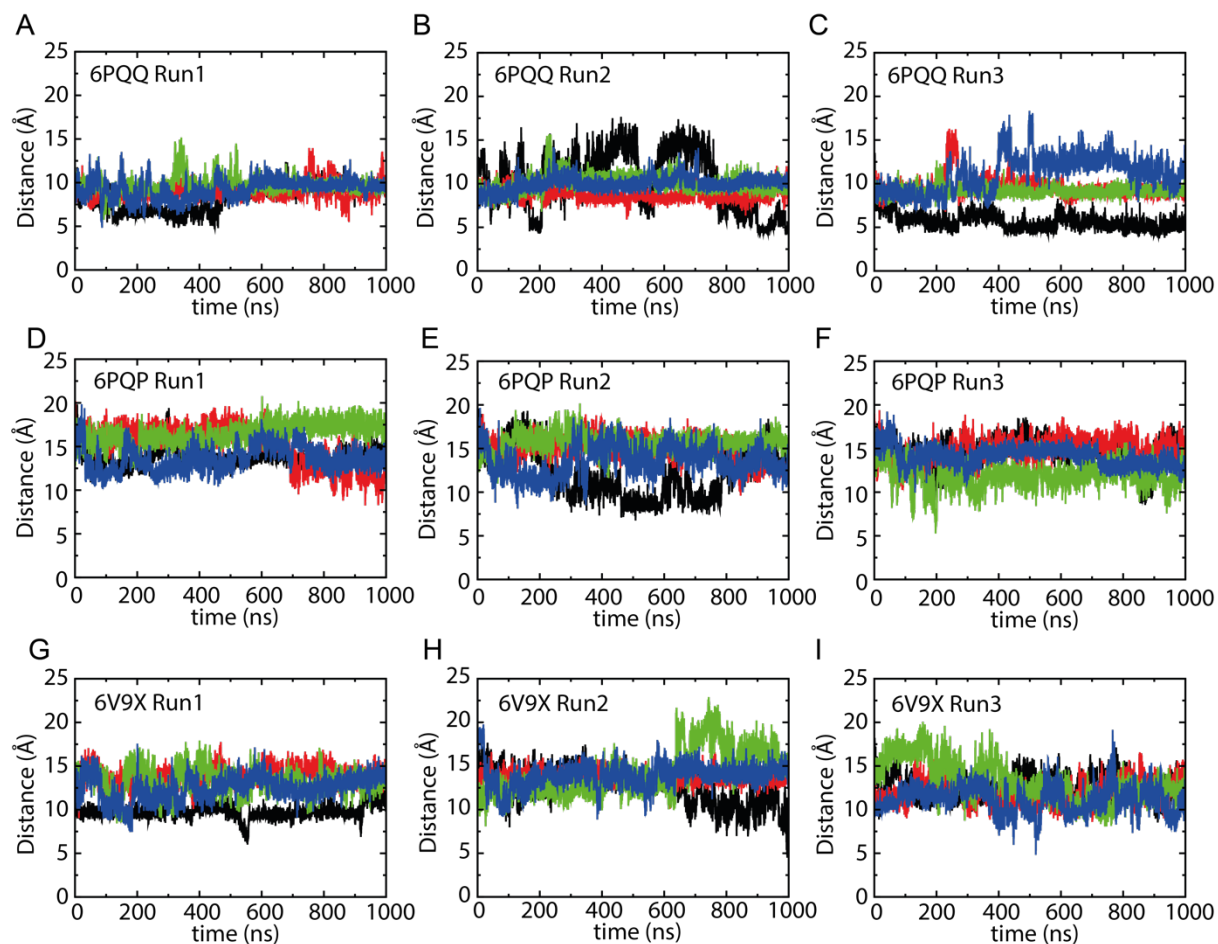 A
B
C
25
20
15
10
5
0
Distance (Å)
6PQQ Run1
0 200 400 600 800 1000
time (ns)
25
20
15
10
5
0
Distance (Å)
6PQQ Run2
0 200 400 600 800 1000
time (ns)
25
20
15
10
5
0
Distance (Å)
6PQQ Run3
0 200 400 600 800 1000
time (ns)
D
E
F
25
20
15
10
5
0
Distance (Å)
6PQP Run1
0 200 400 600 800 1000
time (ns)
25
20
15
10
5
0
Distance (Å)
6PQP Run2
0 200 400 600 800 1000
time (ns)
25
20
15
10
5
0
Distance (Å)
6PQP Run3
0 200 400 600 800 1000
time (ns)
G
H
I
25
20
15
10
5
0
Distance (Å)
6V9X Run1
0 200 400 600 800 1000
time (ns)
25
20
15
10
5
0
Distance (Å)
6V9X Run2
0 200 400 600 800 1000
time (ns)
25
20
15
10
5
0
Distance (Å)
6V9X Run3
0 200 400 600 800 1000
time (ns)